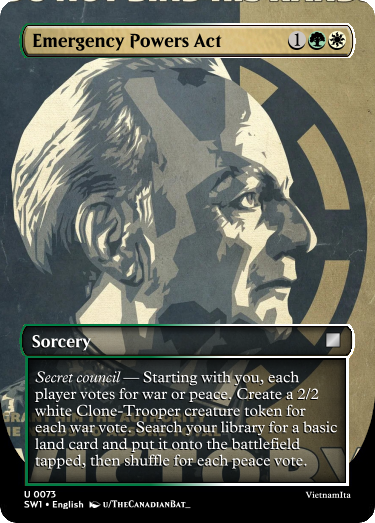 Emergency Powers Act 1
Sorcery
Secret council — Starting with you, each
player votes for war or peace. Create a 2/2
white Clone-Trooper creature token for
each war vote. Search your library for a basic
land card and put it onto the battlefield
tapped, then shuffle for each peace vote.
U 0073
SW1 • English u/TheCanadianBat_
VietnamIta